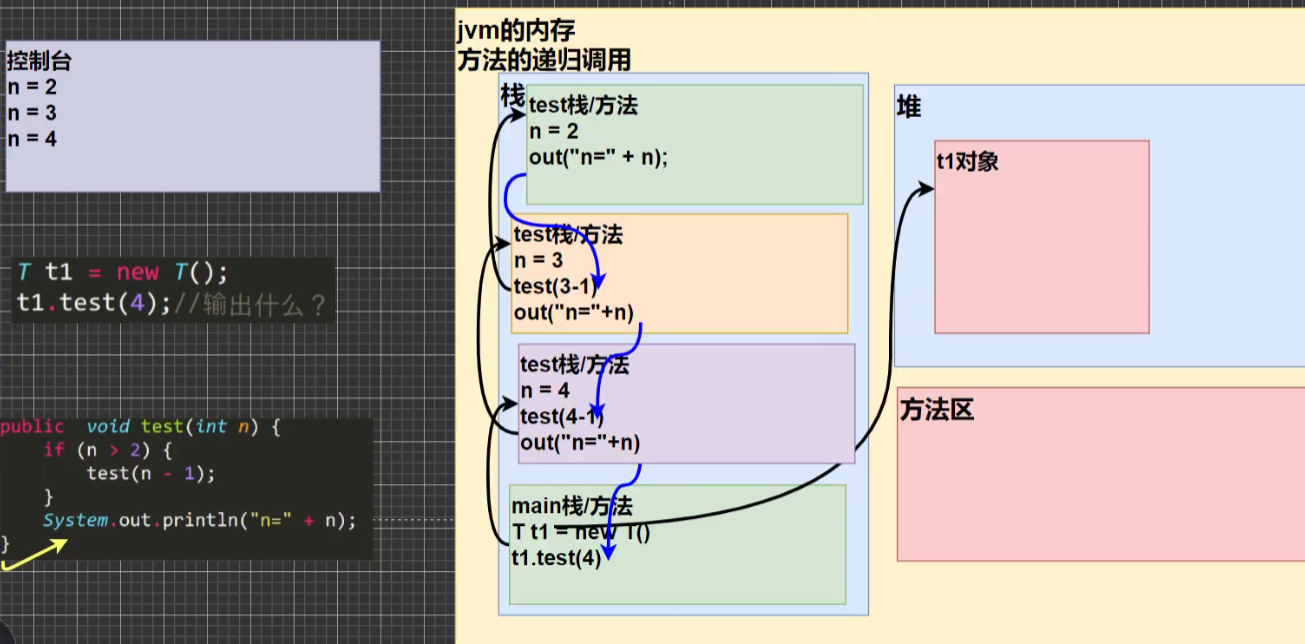 控制台
n = 2
n = 3
n = 4
T t1 = new T();
t1.test(4);//输出什么？
public void test(int n) {
if (n > 2) {
test(n - 1);
}
System.out.println("n=" + n);
}
jvm的内存
方法的递归调用
栈
test栈/方法
n = 2
out("n=" + n);
test栈/方法
n = 3
test(3-1)
out("n="+n)
test栈/方法
n = 4
test(4-1)
out("n="+n)
main栈/方法
T t1 = new T()
t1.test(4)
堆
t1对象
方法区